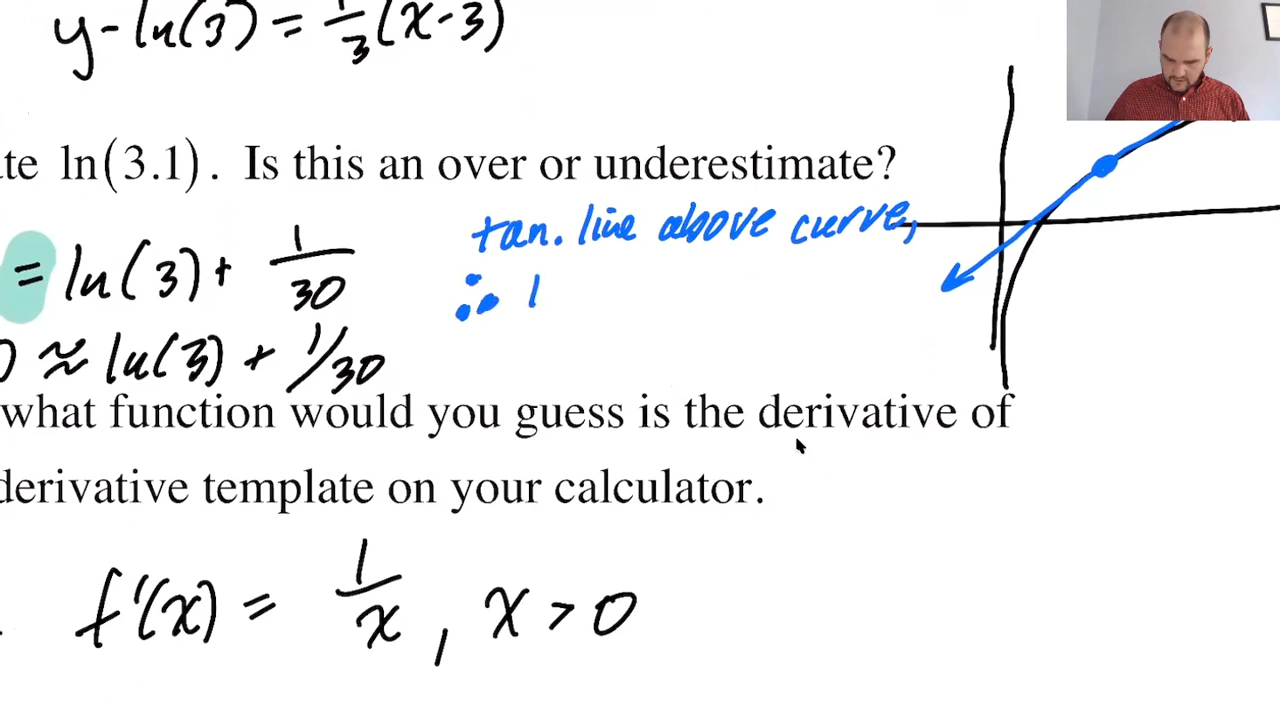 y - ln(3) = 1/3 (x - 3)
te ln(3.1). Is this an over or underestimate?
tan. line above curve,
= ln(3) + 1/30
∴ l
) ≈ ln(3) + 1/30
what function would you guess is the derivative of
derivative template on your calculator.
f'(x) = 1/x , x > 0